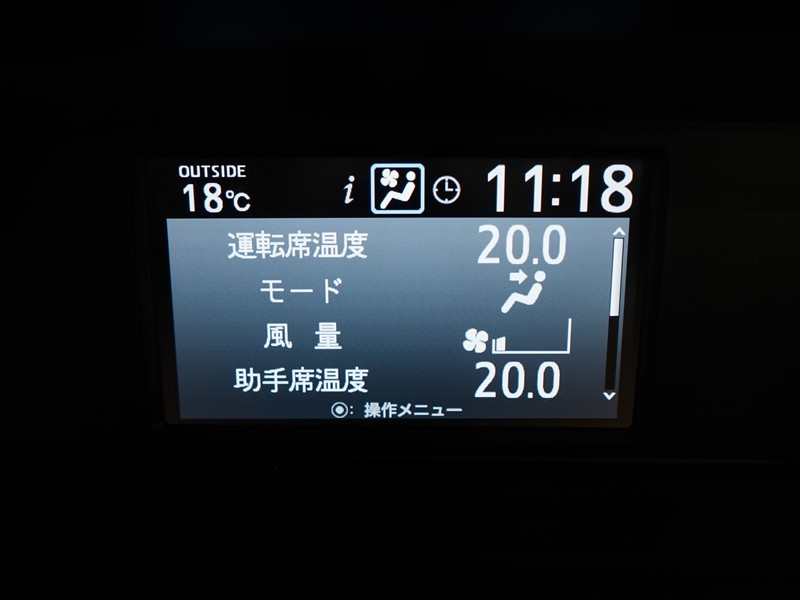 OUTSIDE
18℃ i 11:18
運転席温度 20.0
モード
風量
助手席温度 20.0
◉: 操作メニュー